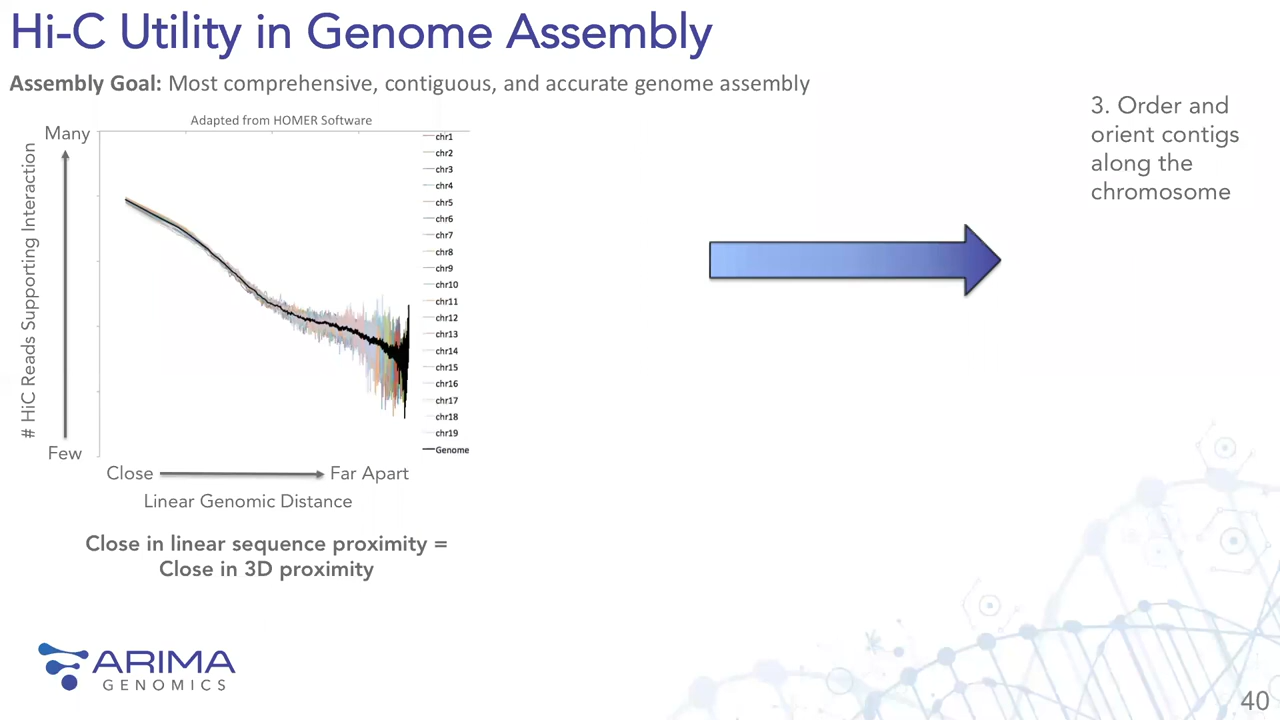 Hi-C Utility in Genome Assembly
Assembly Goal: Most comprehensive, contiguous, and accurate genome assembly
Adapted from HOMER Software
Many
# HiC Reads Supporting Interaction
Few
chr1
chr2
chr3
chr4
chr5
chr6
chr7
chr8
chr9
chr10
chr11
chr12
chr13
chr14
chr15
chr16
chr17
chr18
chr19
Genome
Close
Far Apart
Linear Genomic Distance
Close in linear sequence proximity =
Close in 3D proximity
3. Order and
orient contigs
along the
chromosome
ARIMA
GENOMICS
40